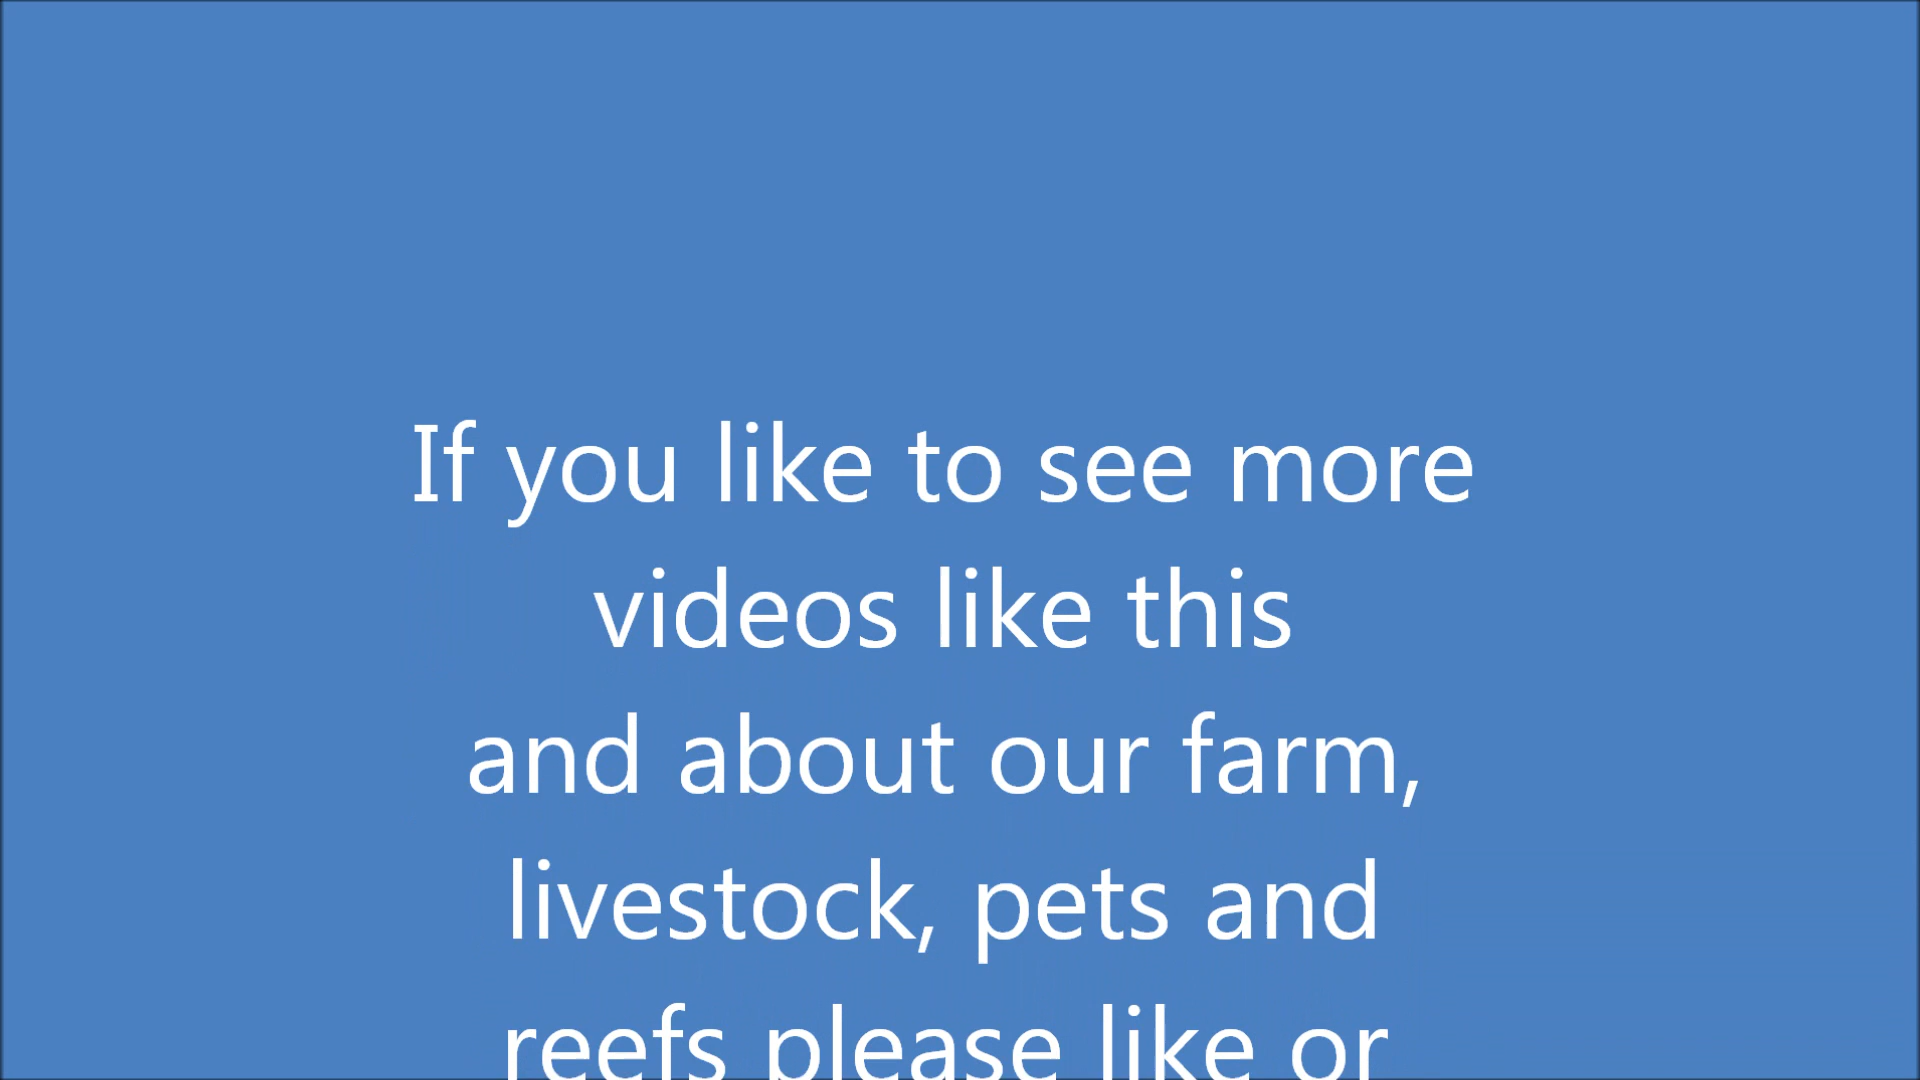 If you like to see more
videos like this
and about our farm,
livestock, pets and
reefs please like or